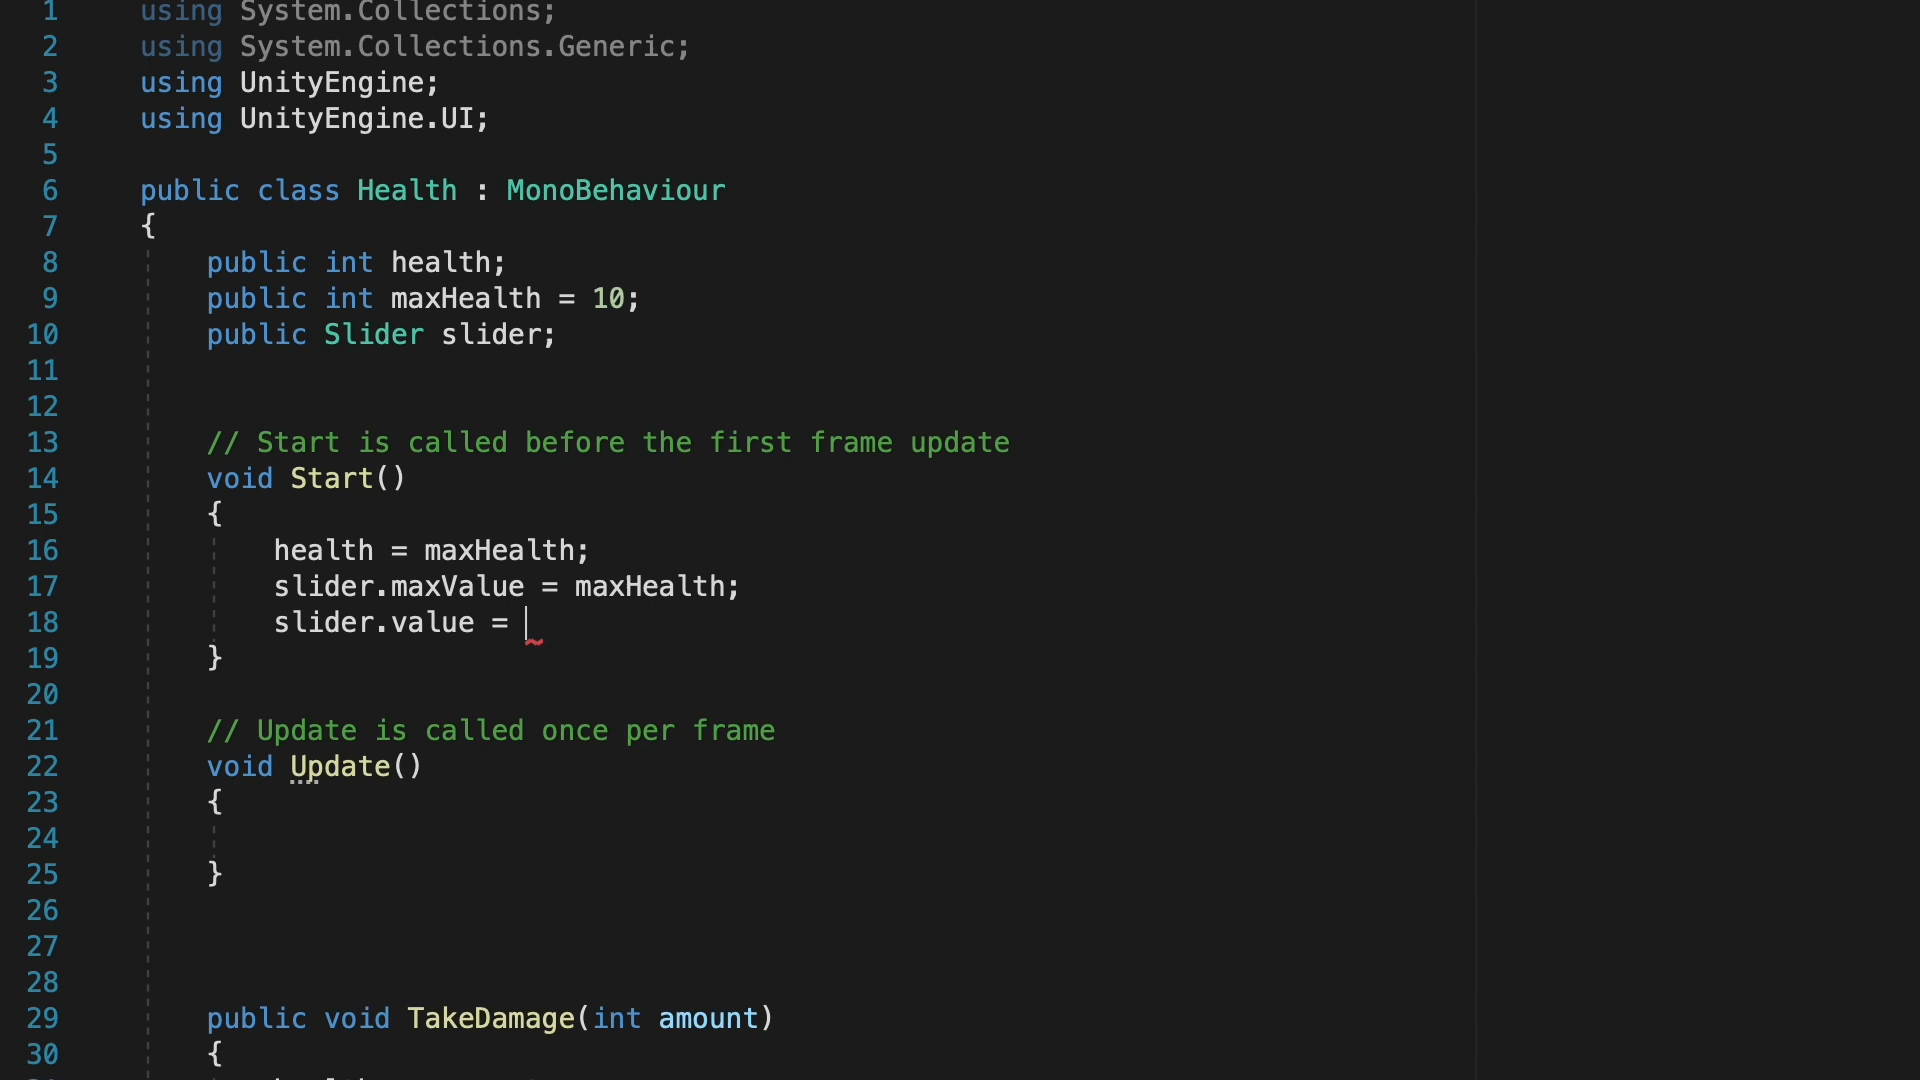 1 using System.Collections;
2 using System.Collections.Generic;
3 using UnityEngine;
4 using UnityEngine.UI;
5
6 public class Health : MonoBehaviour
7 {
8 public int health;
9 public int maxHealth = 10;
10 public Slider slider;
11
12
13 // Start is called before the first frame update
14 void Start()
15 {
16 health = maxHealth;
17 slider.maxValue = maxHealth;
18 slider.value =
19 }
20
21 // Update is called once per frame
22 void Update()
23 {
24
25 }
26
27
28
29 public void TakeDamage(int amount)
30 {